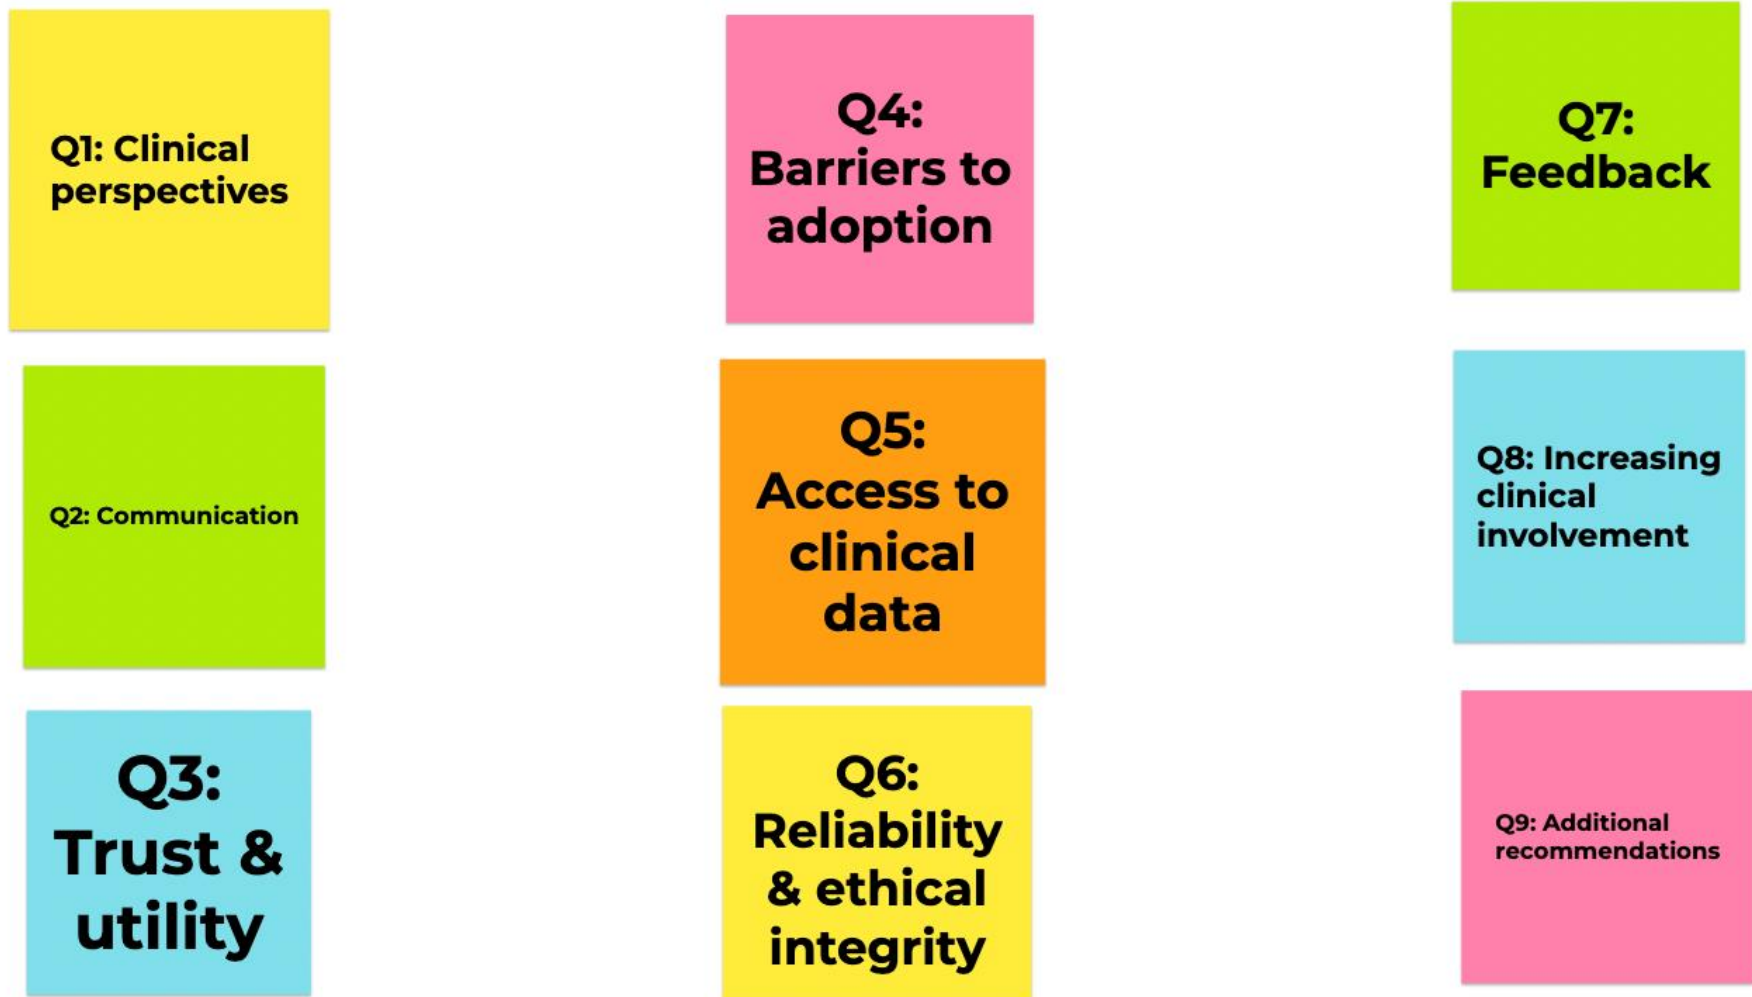 Q1: Clinical
perspectives
Q2: Communication
Q3:
Trust &
utility
Q4:
Barriers to
adoption
Q5:
Access to
clinical
data
Q6:
Reliability
& ethical
integrity
Q7:
Feedback
Q8: Increasing
clinical
involvement
Q9: Additional
recommendations